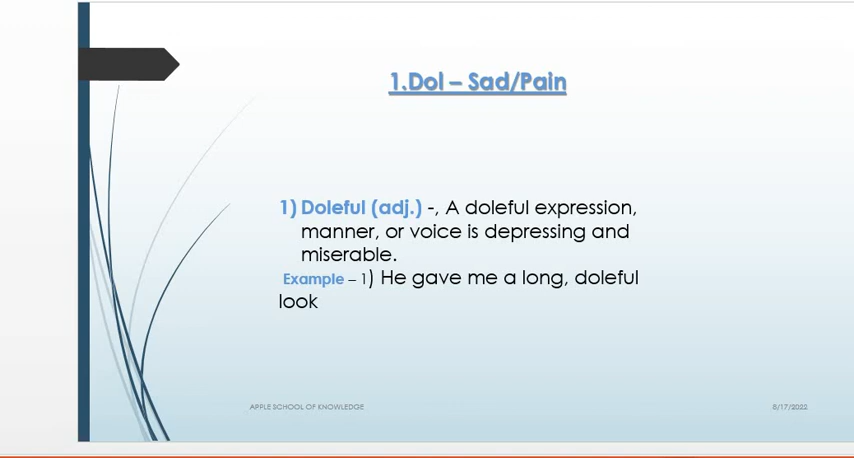 1.Dol – Sad/Pain
1) Doleful (adj.) -, A doleful expression,
manner, or voice is depressing and
miserable.
Example – 1) He gave me a long, doleful
look
APPLE SCHOOL OF KNOWLEDGE
8/17/2022